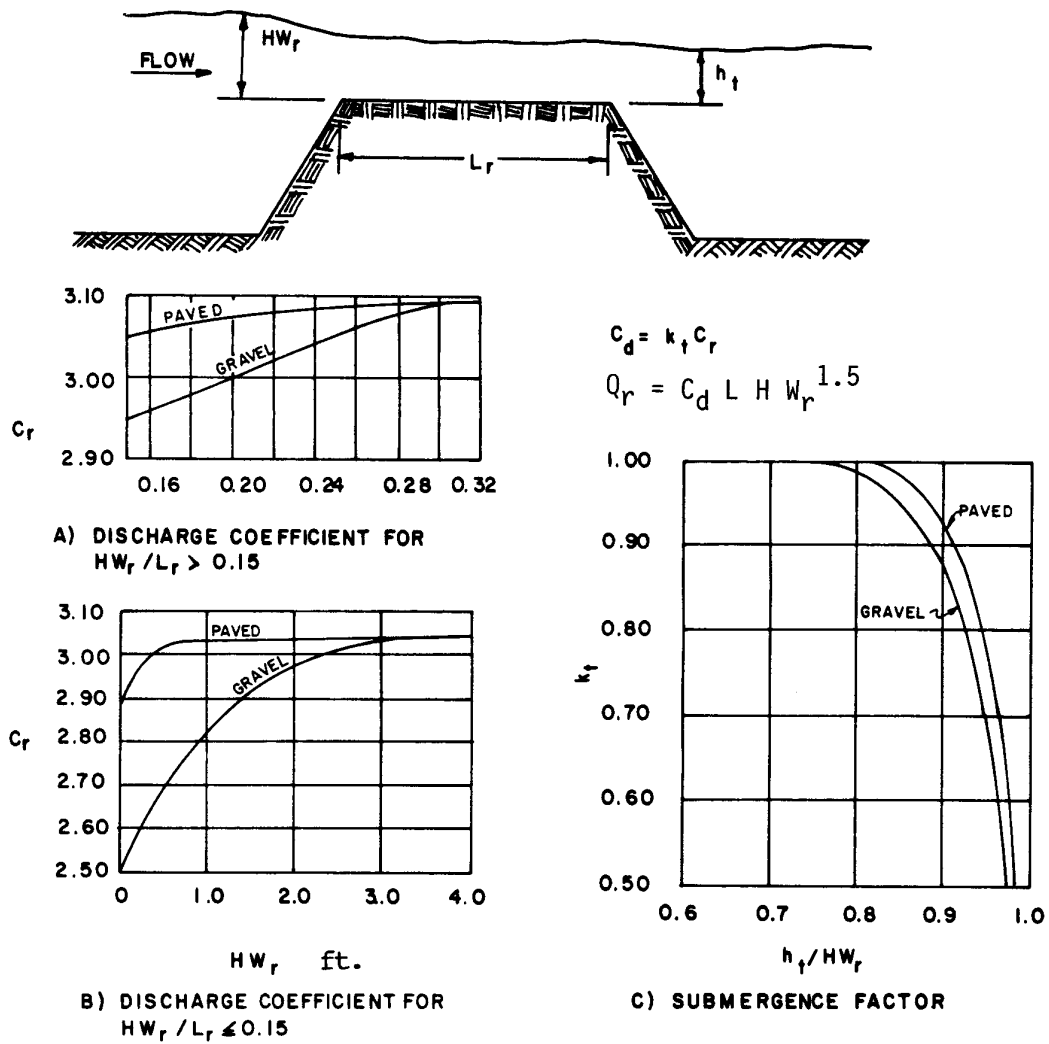 HWr
FLOW
ht
Lr
3.10
PAVED
GRAVEL
3.00
Cr
2.90
0.16 0.20 0.24 0.28 0.32
A) DISCHARGE COEFFICIENT FOR
HWr/Lr > 0.15
Cd = kt Cr
Qr = Cd L H Wr^1.5
3.10
PAVED
3.00
GRAVEL
2.90
Cr
2.80
2.70
2.60
2.50
0 1.0 2.0 3.0 4.0
HWr ft.
B) DISCHARGE COEFFICIENT FOR
HWr/Lr ≤ 0.15
1.00
PAVED
0.90
GRAVEL
0.80
kt
0.70
0.60
0.50
0.6 0.7 0.8 0.9 1.0
ht/HWr
C) SUBMERGENCE FACTOR